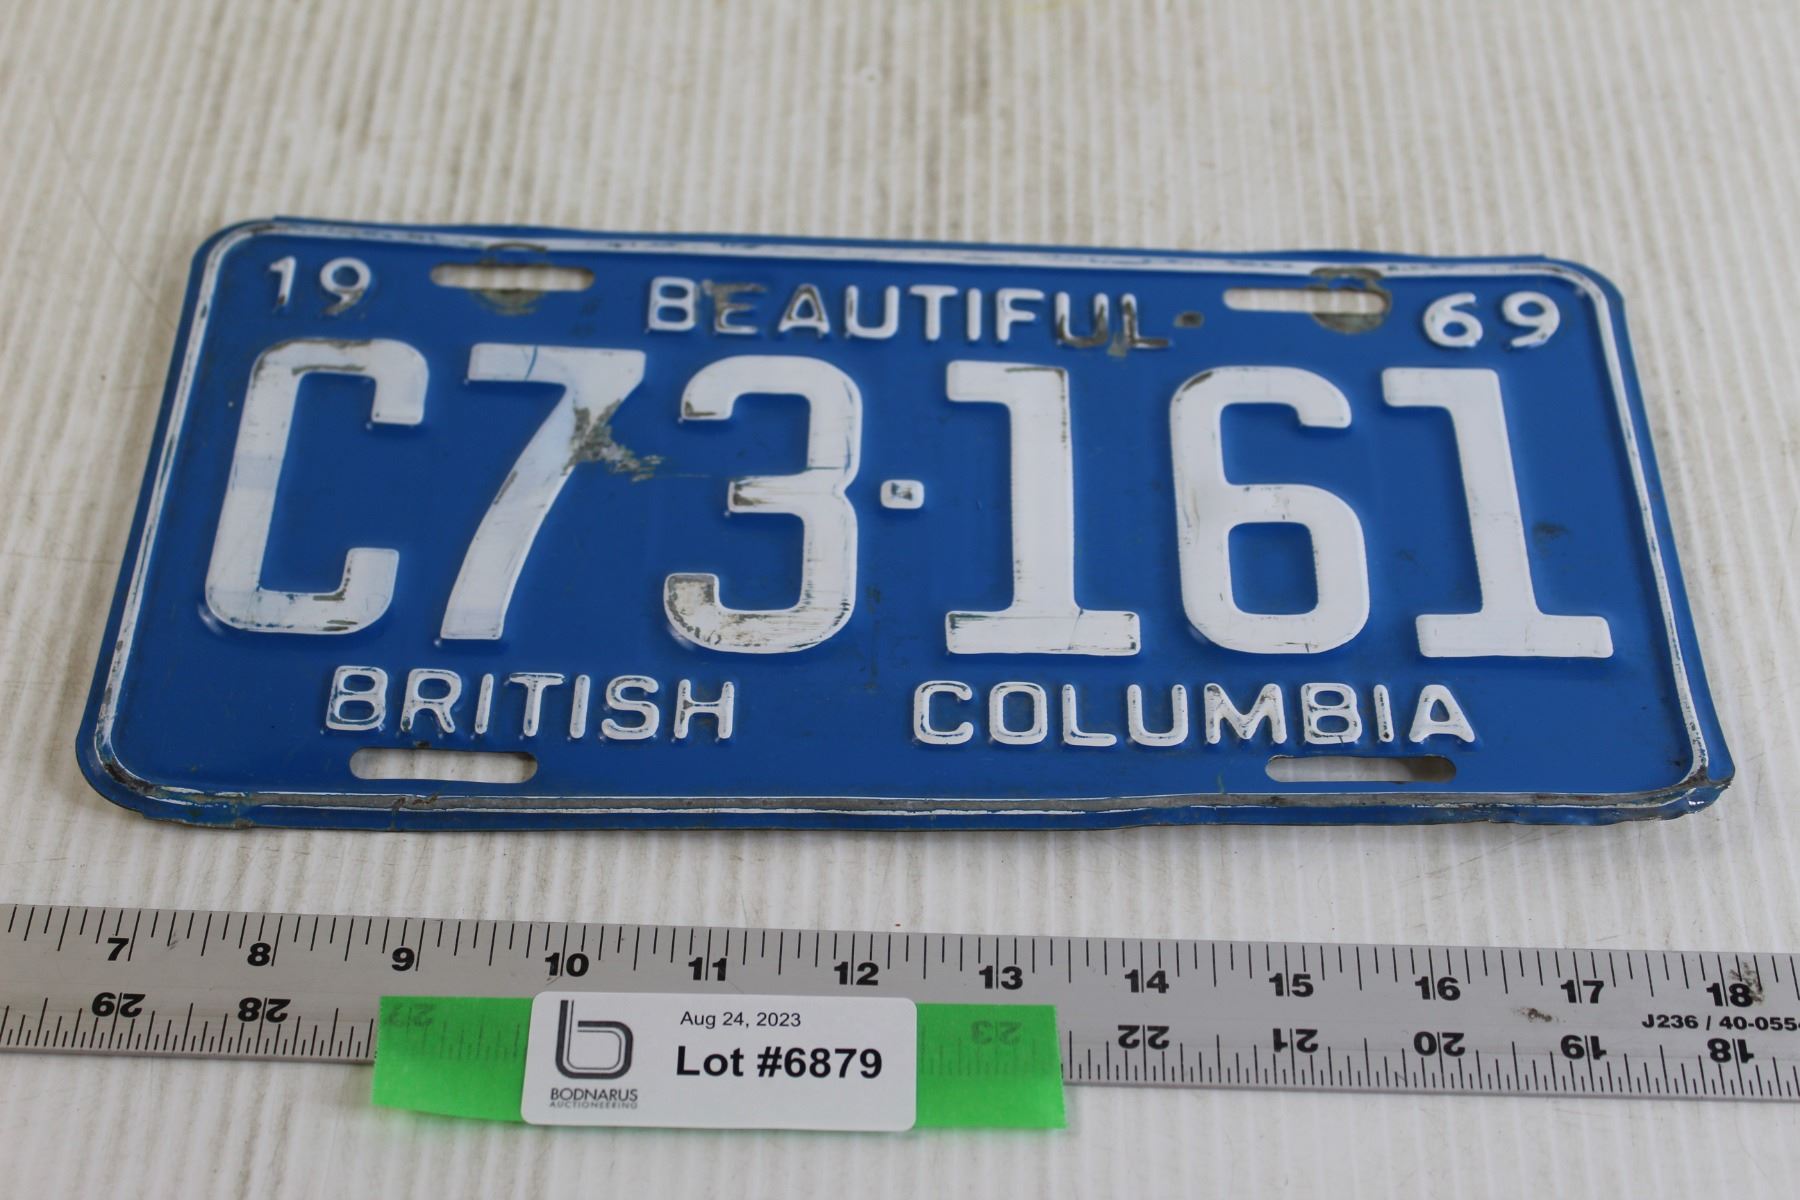 19 BEAUTIFUL 69
C73·161
BRITISH COLUMBIA
7 8 9 10 11 12 13 14 15 16 17 18
J236 / 40-055
29 28 27 23 22 21 20 19 18
Aug 24, 2023
Lot #6879
b
BODNARUS
AUCTIONEERING